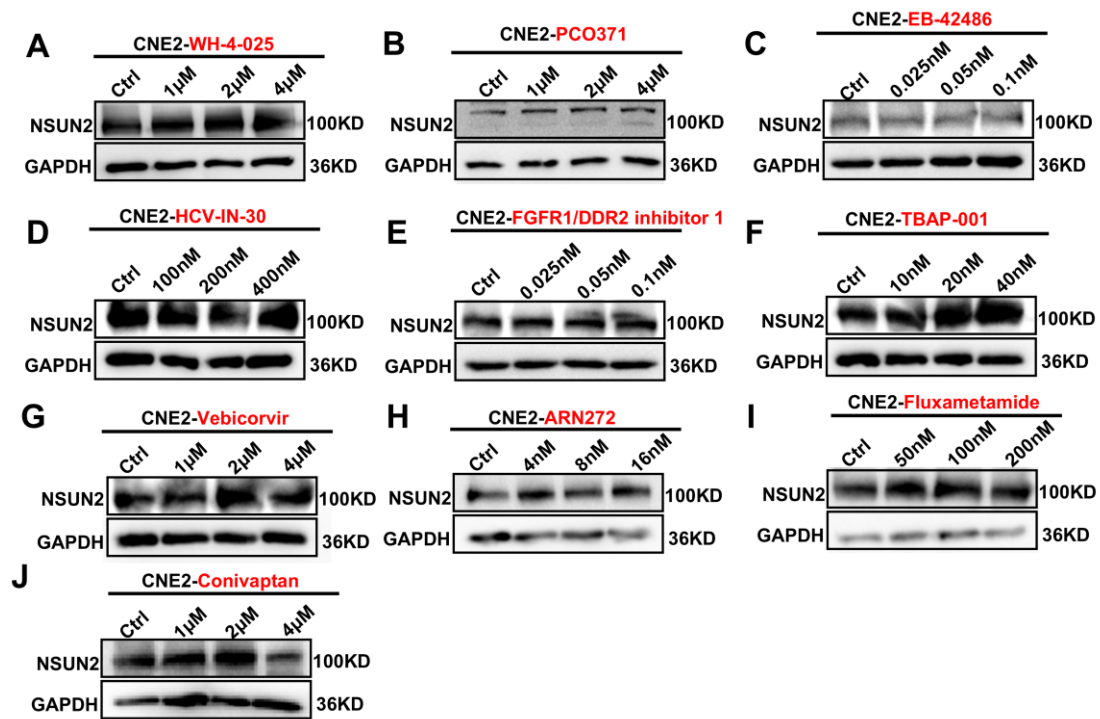 A
CNE2-WH-4-025
Ctrl 1μM 2μM 4μM
NSUN2 100KD
GAPDH 36KD
B
CNE2-PCO371
Ctrl 1μM 2μM 4μM
NSUN2 100KD
GAPDH 36KD
C
CNE2-EB-42486
Ctrl 0.025nM 0.05nM 0.1nM
NSUN2 100KD
GAPDH 36KD
D
CNE2-HCV-IN-30
Ctrl 100nM 200nM 400nM
NSUN2 100KD
GAPDH 36KD
E
CNE2-FGFR1/DDR2 inhibitor 1
Ctrl 0.025nM 0.05nM 0.1nM
NSUN2 100KD
GAPDH 36KD
F
CNE2-TBAP-001
Ctrl 10nM 20nM 40nM
NSUN2 100KD
GAPDH 36KD
G
CNE2-Vebicorvir
Ctrl 1μM 2μM 4μM
NSUN2 100KD
GAPDH 36KD
H
CNE2-ARN272
Ctrl 4nM 8nM 16nM
NSUN2 100KD
GAPDH 36KD
I
CNE2-Fluxametamide
Ctrl 50nM 100nM 200nM
NSUN2 100KD
GAPDH 36KD
J
CNE2-Conivaptan
Ctrl 1μM 2μM 4μM
NSUN2 100KD
GAPDH 36KD